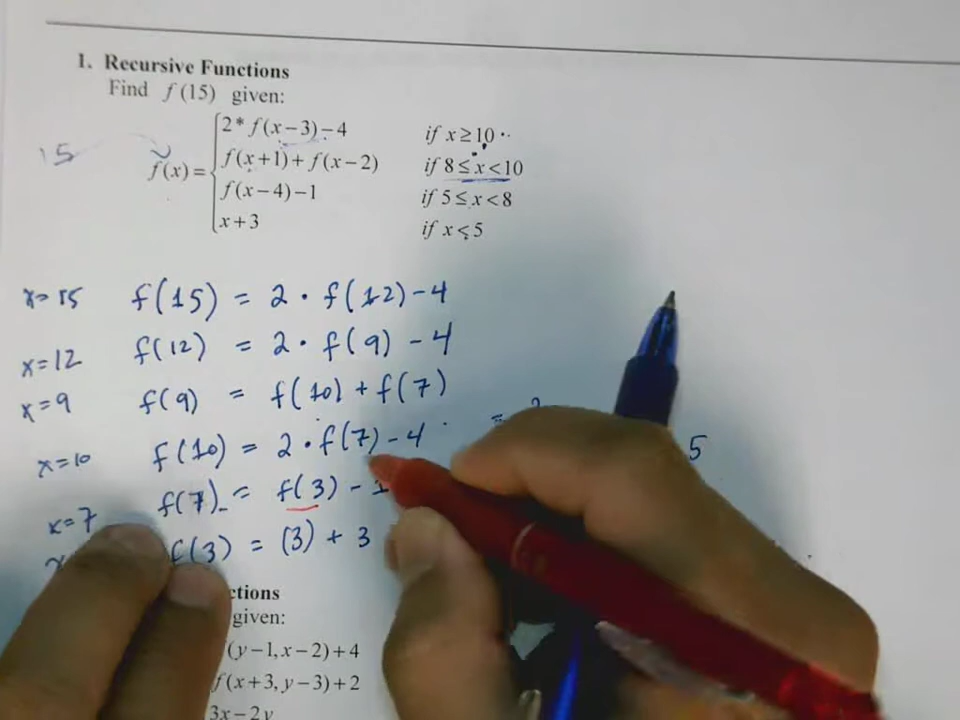 1. Recursive Functions
Find f(15) given:
2* f(x−3)−4 if x≥10
15 f(x)= f(x+1)+f(x−2) if 8≤x<10
f(x−4)−1 if 5≤x<8
x+3 if x<5
x=15 f(15) = 2 · f(12)−4
x=12 f(12) = 2 · f(9) − 4
x=9 f(9) = f(10) + f(7)
x=10 f(10) = 2 · f(7) − 4 =
5
x=7 f(7) = f(3) − 1
f(3) = (3) + 3
given:
(y−1,x−2)+4
f(x+3,y−3)+2
3x−2y